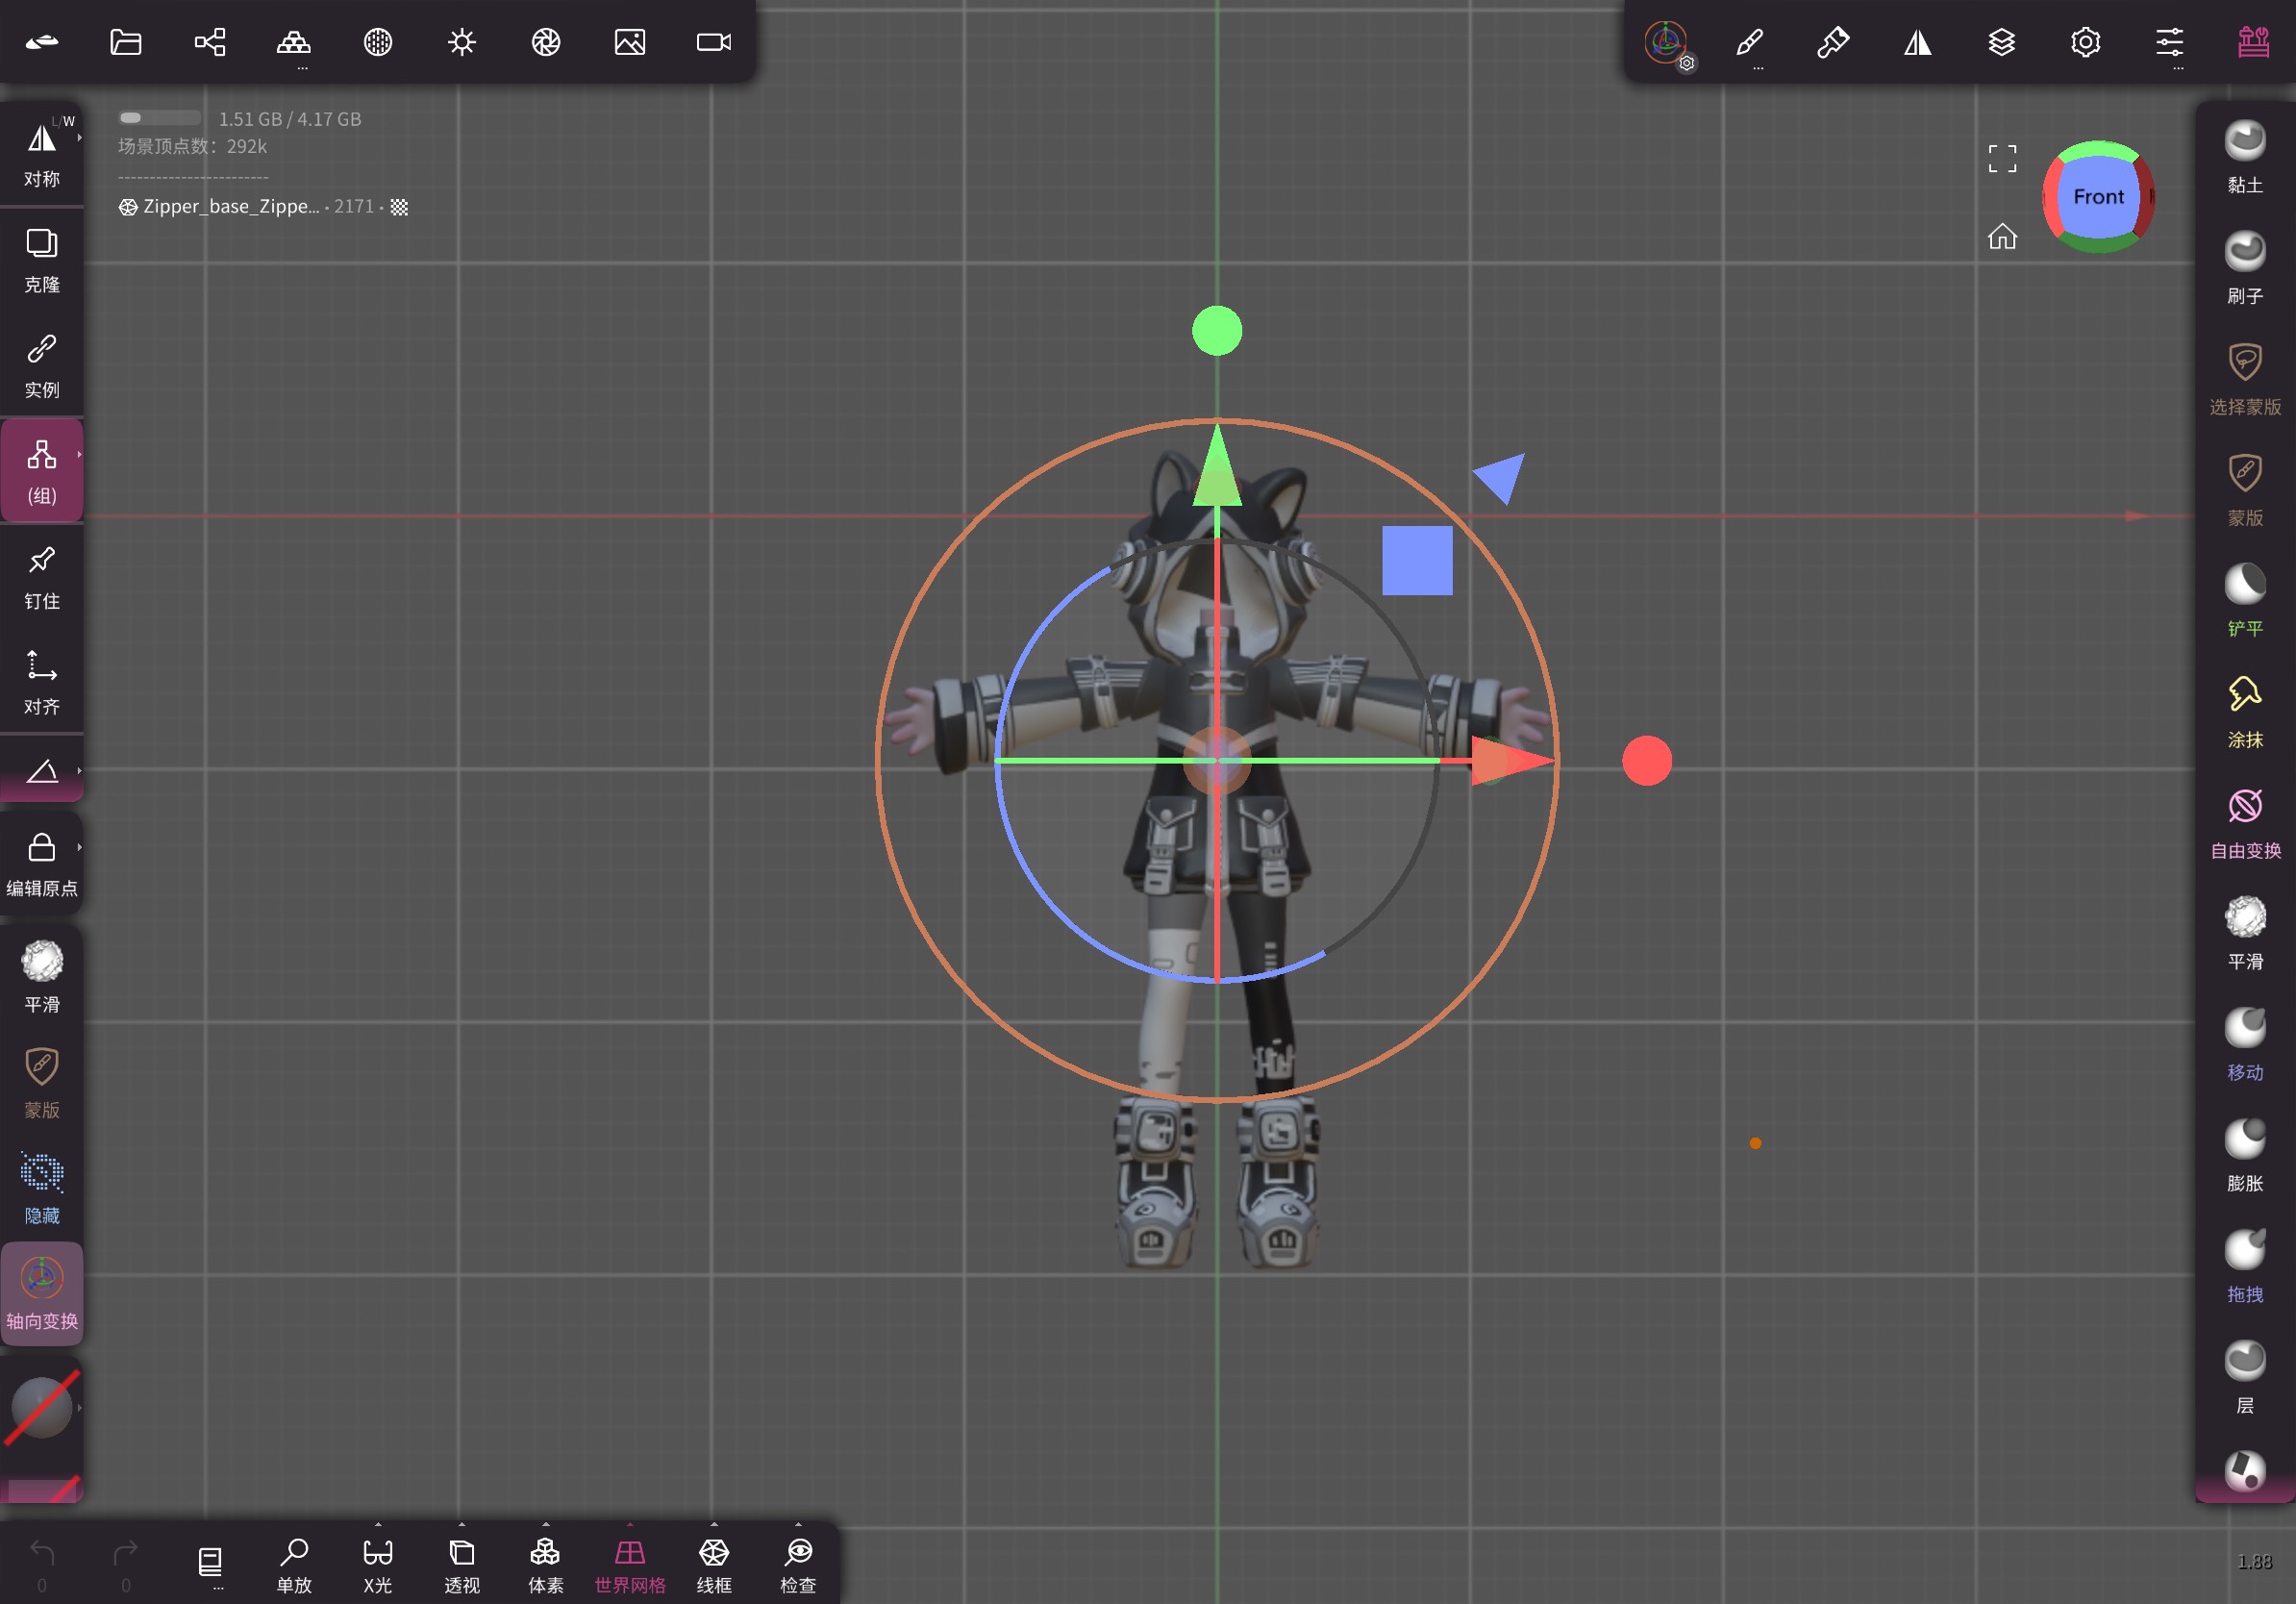 1.51 GB / 4.17 GB
场景顶点数：292k
------------------------
Zipper_base_Zippe... • 2171 •
Front
L/W
对称
克隆
实例
(组)
钉住
对齐
编辑原点
平滑
蒙版
隐藏
轴向变换
黏土
刷子
选择蒙版
蒙版
铲平
涂抹
自由变换
平滑
移动
膨胀
拖拽
层
0
0
...
单放
X光
透视
体素
世界网格
线框
检查
1.88